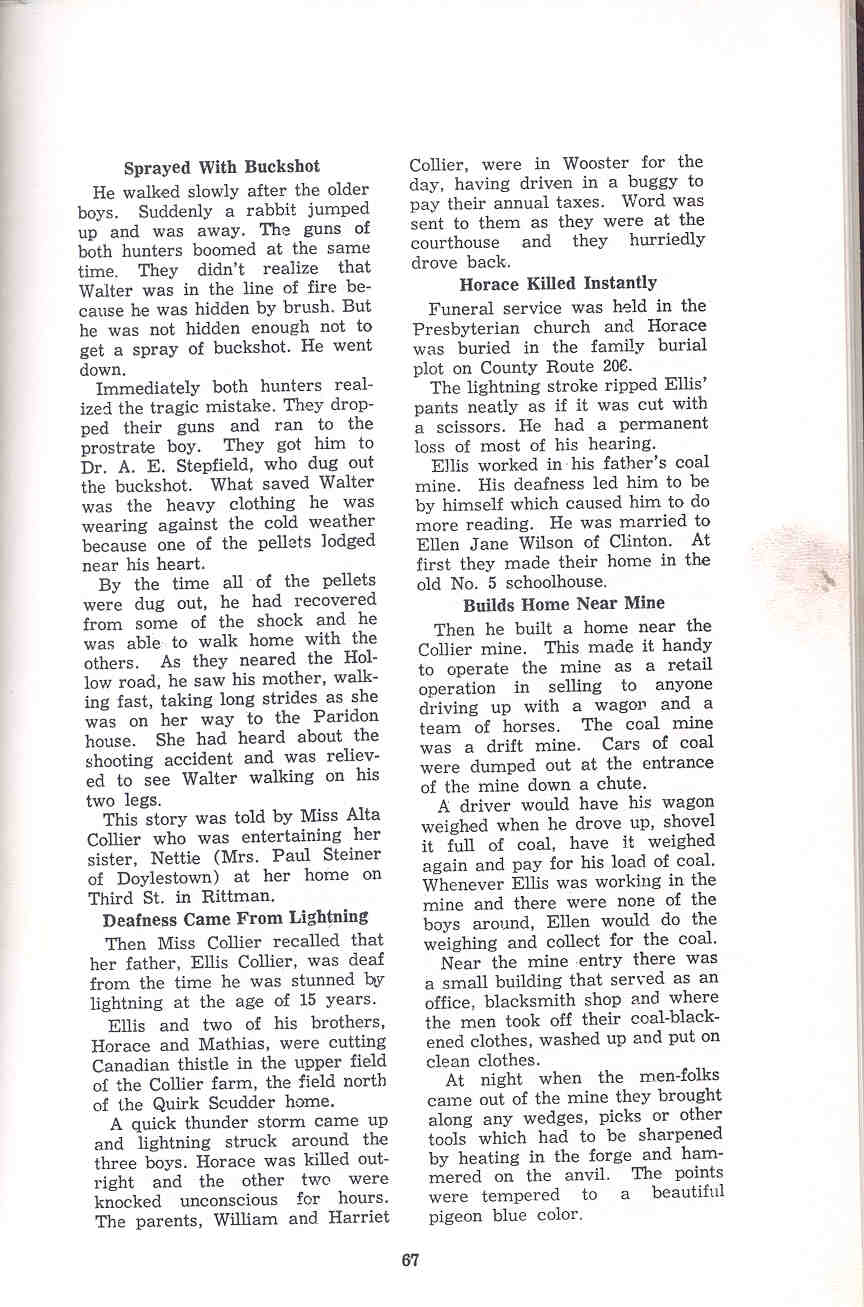 Sprayed With Buckshot
He walked slowly after the older
boys. Suddenly a rabbit jumped
up and was away. The guns of
both hunters boomed at the same
time. They didn't realize that
Walter was in the line of fire be-
cause he was hidden by brush. But
he was not hidden enough not to
get a spray of buckshot. He went
down.
Immediately both hunters real-
ized the tragic mistake. They drop-
ped their guns and ran to the
prostrate boy. They got him to
Dr. A. E. Stepfield, who dug out
the buckshot. What saved Walter
was the heavy clothing he was
wearing against the cold weather
because one of the pellets lodged
near his heart.
By the time all of the pellets
were dug out, he had recovered
from some of the shock and he
was able to walk home with the
others. As they neared the Hol-
low road, he saw his mother, walk-
ing fast, taking long strides as she
was on her way to the Paridon
house. She had heard about the
shooting accident and was reliev-
ed to see Walter walking on his
two legs.
This story was told by Miss Alta
Collier who was entertaining her
sister, Nettie (Mrs. Paul Steiner
of Doylestown) at her home on
Third St. in Rittman.
Deafness Came From Lightning
Then Miss Collier recalled that
her father, Ellis Collier, was deaf
from the time he was stunned by
lightning at the age of 15 years.
Ellis and two of his brothers,
Horace and Mathias, were cutting
Canadian thistle in the upper field
of the Collier farm, the field north
of the Quirk Scudder home.
A quick thunder storm came up
and lightning struck around the
three boys. Horace was killed out-
right and the other two were
knocked unconscious for hours.
The parents, William and Harriet
Collier, were in Wooster for the
day, having driven in a buggy to
pay their annual taxes. Word was
sent to them as they were at the
courthouse and they hurriedly
drove back.
Horace Killed Instantly
Funeral service was held in the
Presbyterian church and Horace
was buried in the family burial
plot on County Route 206.
The lightning stroke ripped Ellis'
pants neatly as if it was cut with
a scissors. He had a permanent
loss of most of his hearing.
Ellis worked in his father's coal
mine. His deafness led him to be
by himself which caused him to do
more reading. He was married to
Ellen Jane Wilson of Clinton. At
first they made their home in the
old No. 5 schoolhouse.
Builds Home Near Mine
Then he built a home near the
Collier mine. This made it handy
to operate the mine as a retail
operation in selling to anyone
driving up with a wagon and a
team of horses. The coal mine
was a drift mine. Cars of coal
were dumped out at the entrance
of the mine down a chute.
A driver would have his wagon
weighed when he drove up, shovel
it full of coal, have it weighed
again and pay for his load of coal.
Whenever Ellis was working in the
mine and there were none of the
boys around, Ellen would do the
weighing and collect for the coal.
Near the mine entry there was
a small building that served as an
office, blacksmith shop and where
the men took off their coal-black-
ened clothes, washed up and put on
clean clothes.
At night when the men-folks
came out of the mine they brought
along any wedges, picks or other
tools which had to be sharpened
by heating in the forge and ham-
mered on the anvil. The points
were tempered to a beautiful
pigeon blue color.
67